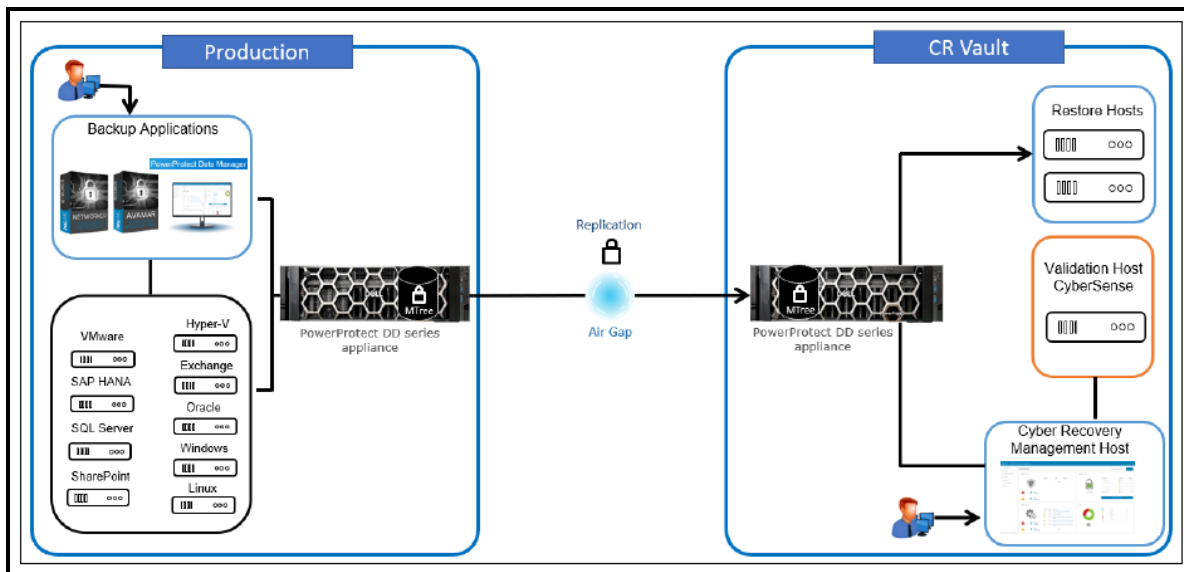 Production
CR Vault
Backup Applications
PowerProtect Data Manager
NETWORKER
AVAMAR
VMware
SAP HANA
SQL Server
SharePoint
Hyper-V
Exchange
Oracle
Windows
Linux
DELL
MTree
PowerProtect DD series
appliance
Replication
Air Gap
MTree
DELL
PowerProtect DD series
appliance
Restore Hosts
Validation Host
CyberSense
Cyber Recovery
Management Host